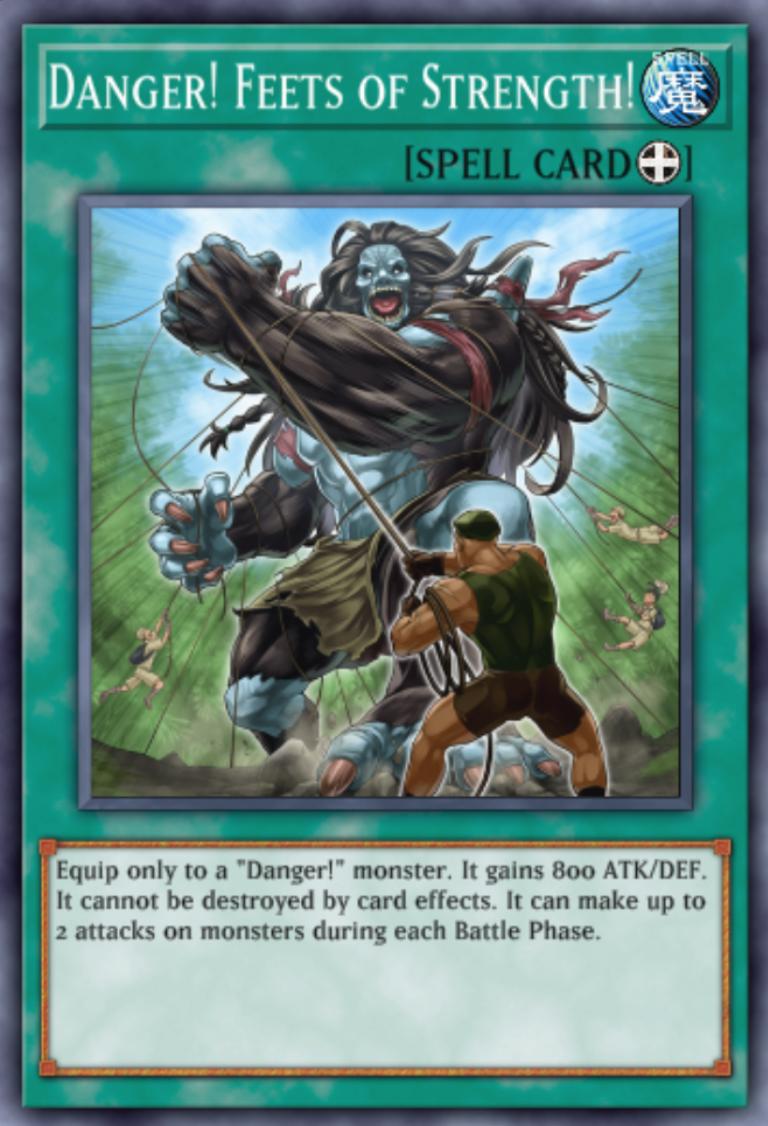 Danger! Feets of Strength!
SPELL
魔
[SPELL CARD]
Equip only to a "Danger!" monster. It gains 800 ATK/DEF.
It cannot be destroyed by card effects. It can make up to
2 attacks on monsters during each Battle Phase.